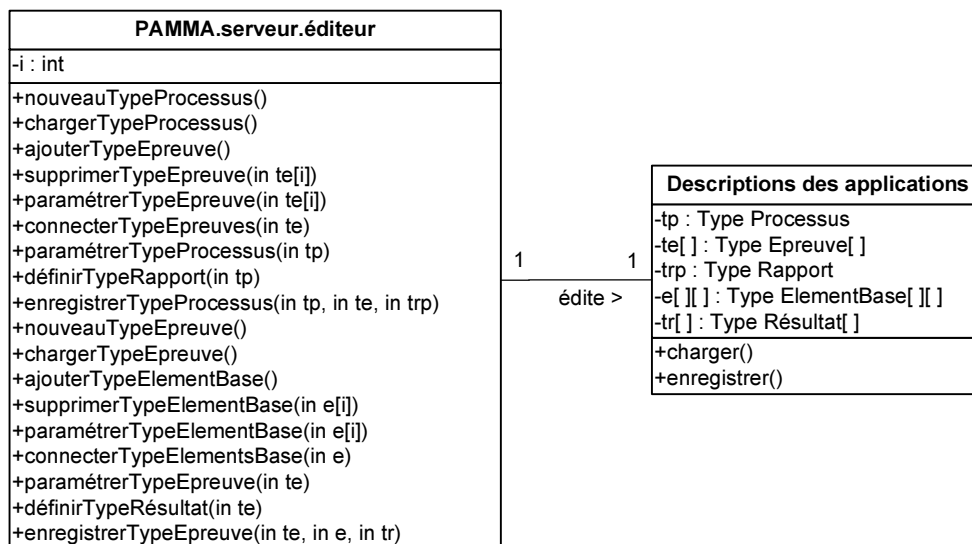 PAMMA.serveur.éditeur
-i : int
+nouveauTypeProcessus()
+chargerTypeProcessus()
+ajouterTypeEpreuve()
+supprimerTypeEpreuve(in te[i])
+paramétrerTypeEpreuve(in te[i])
+connecterTypeEpreuves(in te)
+paramétrerTypeProcessus(in tp)
+définirTypeRapport(in tp)
+enregistrerTypeProcessus(in tp, in te, in trp)
+nouveauTypeEpreuve()
+chargerTypeEpreuve()
+ajouterTypeElementBase()
+supprimerTypeElementBase(in e[i])
+paramétrerTypeElementBase(in e[i])
+connecterTypeElementsBase(in e)
+paramétrerTypeEpreuve(in te)
+définirTypeRésultat(in te)
+enregistrerTypeEpreuve(in te, in e, in tr)
1
1
édite >
Descriptions des applications
-tp : Type Processus
-te[ ] : Type Epreuve[ ]
-trp : Type Rapport
-e[ ][ ] : Type ElementBase[ ][ ]
-tr[ ] : Type Résultat[ ]
+charger()
+enregistrer()